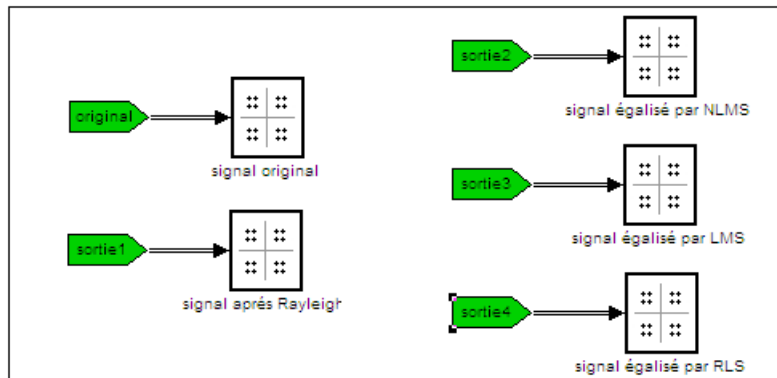 original
signal original
sortie1
signal aprés Rayleigh
sortie2
signal égalisé par NLMS
sortie3
signal égalisé par LMS
sortie4
signal égalisé par RLS